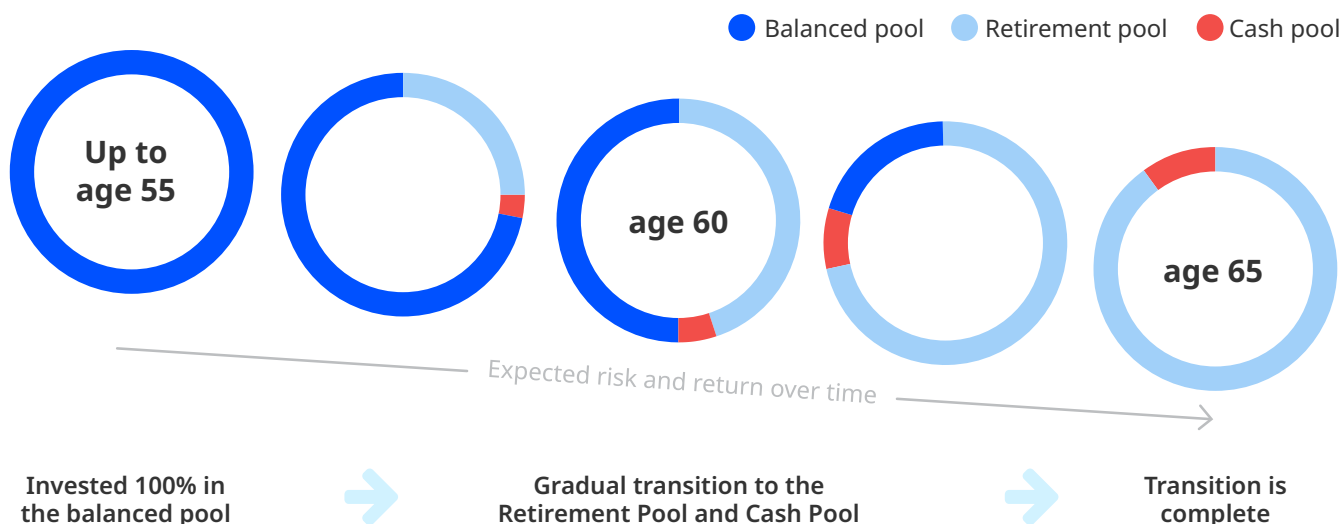 Balanced pool
Retirement pool
Cash pool
Up to
age 55
age 60
age 65
Expected risk and return over time
Invested 100% in
the balanced pool
Gradual transition to the
Retirement Pool and Cash Pool
Transition is
complete